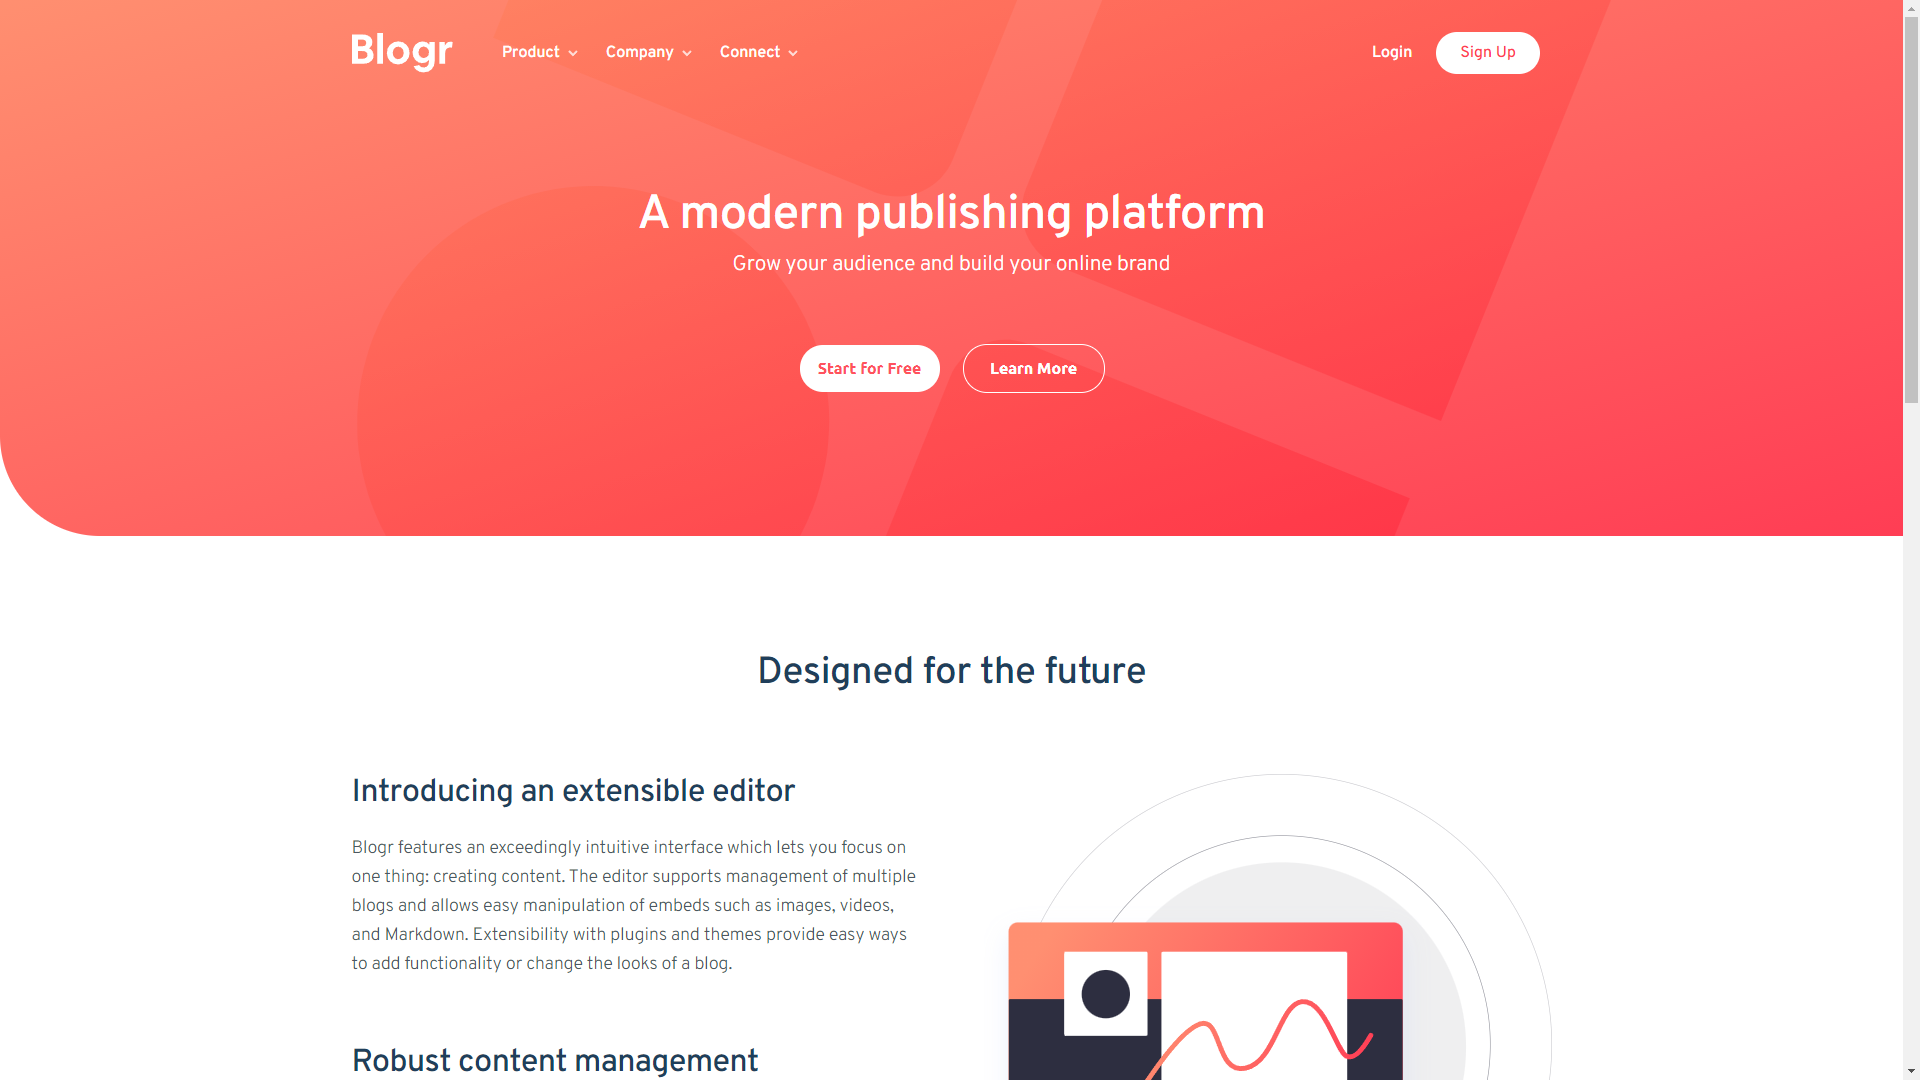 Blogr Product Company Connect Login Sign Up
A modern publishing platform
Grow your audience and build your online brand
Start for Free Learn More
Designed for the future
Introducing an extensible editor
Blogr features an exceedingly intuitive interface which lets you focus on
one thing: creating content. The editor supports management of multiple
blogs and allows easy manipulation of embeds such as images, videos,
and Markdown. Extensibility with plugins and themes provide easy ways
to add functionality or change the looks of a blog.
Robust content management